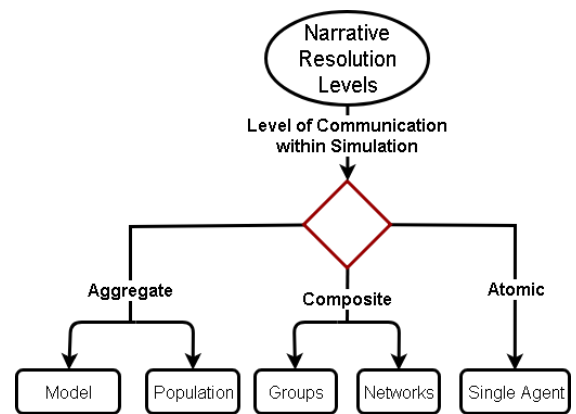 Narrative
Resolution
Levels
Level of Communication
within Simulation
Aggregate
Composite
Atomic
Model
Population
Groups
Networks
Single Agent